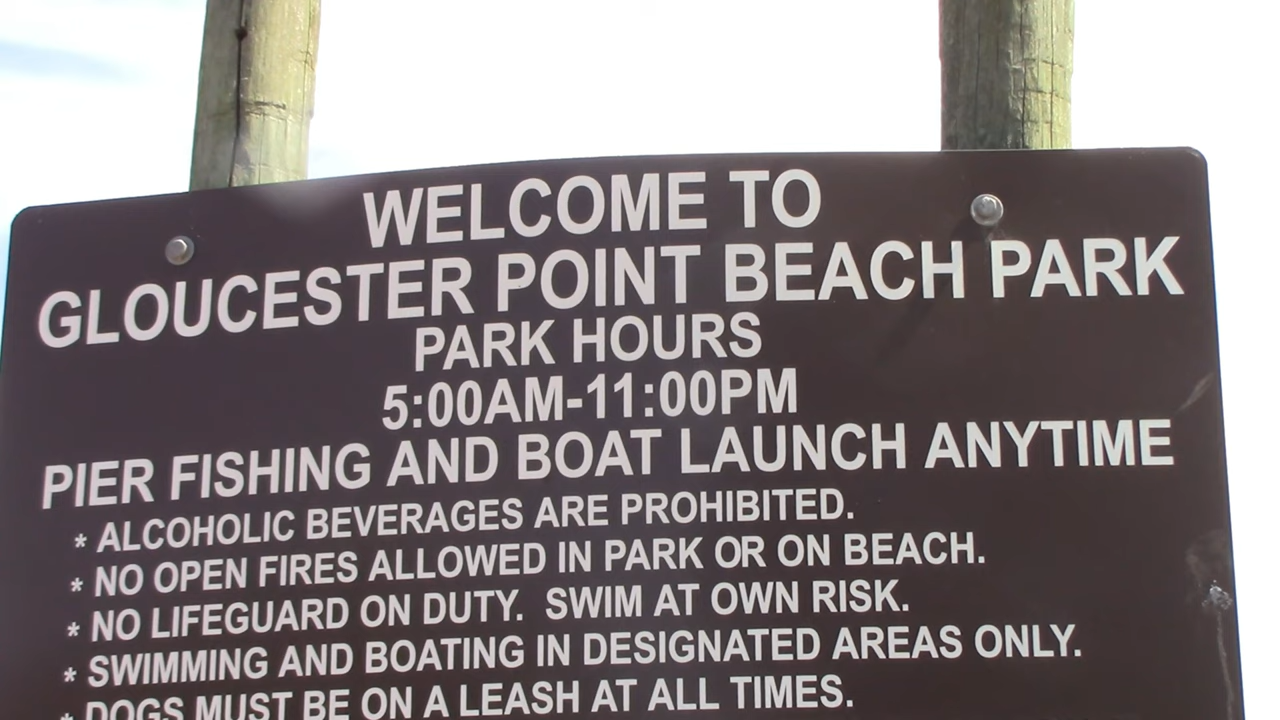 WELCOME TO
GLOUCESTER POINT BEACH PARK
PARK HOURS
5:00AM-11:00PM
PIER FISHING AND BOAT LAUNCH ANYTIME
* ALCOHOLIC BEVERAGES ARE PROHIBITED.
* NO OPEN FIRES ALLOWED IN PARK OR ON BEACH.
* NO LIFEGUARD ON DUTY. SWIM AT OWN RISK.
* SWIMMING AND BOATING IN DESIGNATED AREAS ONLY.
* DOGS MUST BE ON A LEASH AT ALL TIMES.